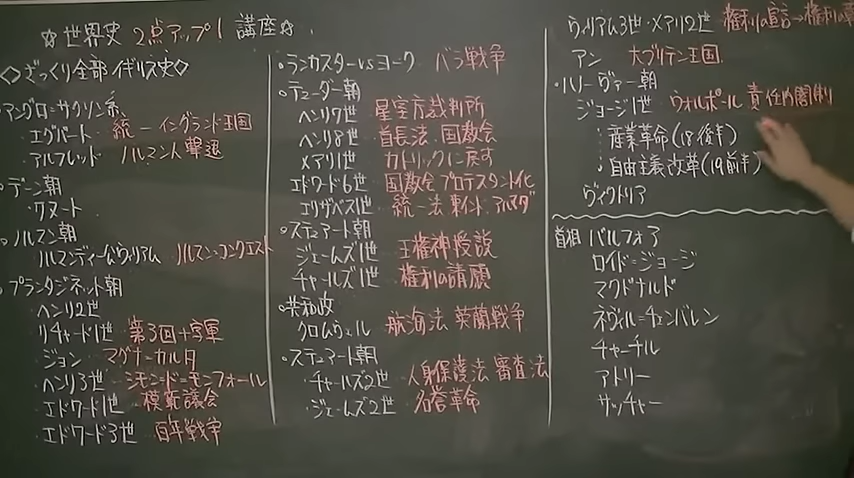 ☆世界史 2点アップ！講座☆
◇ざっくり全部イギリス史◇
・アングロ=サクソン系
エグバート 統一イングランド王国
アルフレッド ノルマン人撃退
・デーン朝
・クヌート
・ノルマン朝
ノルマンディー公ウィリアム ノルマン・コンクエスト
・プランタジネット朝
ヘンリ2世
リチャード1世 第3回十字軍
ジョン マグナ=カルタ
ヘンリ3世 シモン=ド=モンフォール
エドワード1世 模範議会
エドワード3世 百年戦争
・ランカスターvsヨーク バラ戦争
・テューダー朝
ヘンリ7世 星室庁裁判所
ヘンリ8世 首長法 国教会
メアリ1世 カトリックに戻す
エドワード6世 国教会プロテスタント化
エリザベス1世 統一法 東インド アルマダ
・ステュアート朝
ジェームズ1世 王権神授説
チャールズ1世 権利の請願
・共和政
クロムウェル 航海法 英蘭戦争
・ステュアート朝
・チャールズ2世 人身保護法 審査法
・ジェームズ2世 名誉革命
ウィリアム3世・メアリ2世 権利の宣言→権利の章
アン 大ブリテン王国
・ハノーヴァー朝
ジョージ1世 ウォルポール 責任内閣制
産業革命(18後半)
↓自由主義改革(19前半)
ヴィクトリア
首相 バルフォア
ロイド=ジョージ
マクドナルド
ネヴィル=チェンバレン
チャーチル
アトリー
サッチャー